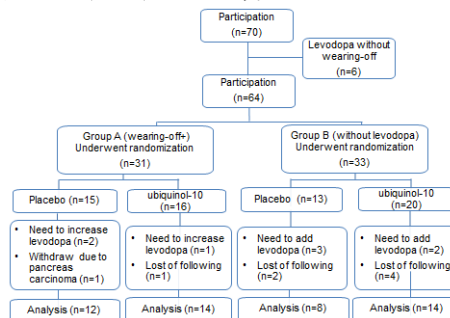 Participation
(n=70)
Levodopa without
wearing-off
(n=6)
Participation
(n=64)
Group A (wearing-off+)
Underwent randomization
(n=31)
Group B (without levodopa)
Underwent randomization
(n=33)
Placebo (n=15)
ubiquinol-10
(n=16)
Placebo (n=13)
ubiquinol-10
(n=20)
• Need to increase
levodopa (n=2)
• Withdraw due to
pancreas
carcinoma (n=1)
• Need to increase
levodopa (n=1)
• Lost of following
(n=1)
• Need to add
levodopa (n=3)
• Lost of following
(n=2)
• Need to add
levodopa (n=2)
• Lost of following
(n=4)
Analysis (n=12)
Analysis (n=14)
Analysis (n=8)
Analysis (n=14)